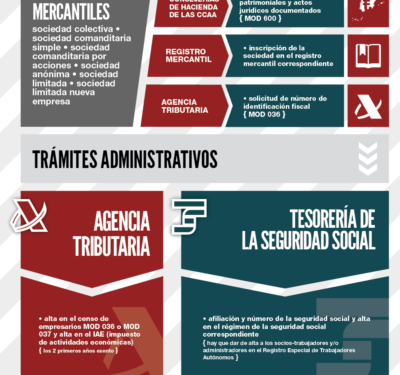 MERCANTILES
sociedad colectiva •
sociedad comanditaria
simple • sociedad
comanditaria por
acciones • sociedad
anónima • sociedad
limitada • sociedad
limitada nueva
empresa
DE HACIENDA
DE LAS CCAA
patrimoniales y actos
jurídicos documentados
{ MOD 600 }
REGISTRO
MERCANTIL
• inscripción de la
sociedad en el registro
mercantil correspondiente
AGENCIA
TRIBUTARIA
• solicitud de número de
identificación fiscal
{ MOD 036 }
TRÁMITES ADMINISTRATIVOS
AGENCIA
TRIBUTARIA
• alta en el censo de
empresarios MOD 036 o MOD
037 y alta en el IAE (impuesto
de actividades económicas)
{ los 2 primeros años exento }
TESORERÍA DE
LA SEGURIDAD SOCIAL
• afiliación y número de la seguridad social y alta
en el régimen de la seguridad social
correspondiente
{ hay que dar de alta a los socios-trabajadores y/o
administradores en el Registro Especial de Trabajadores
Autónomos }